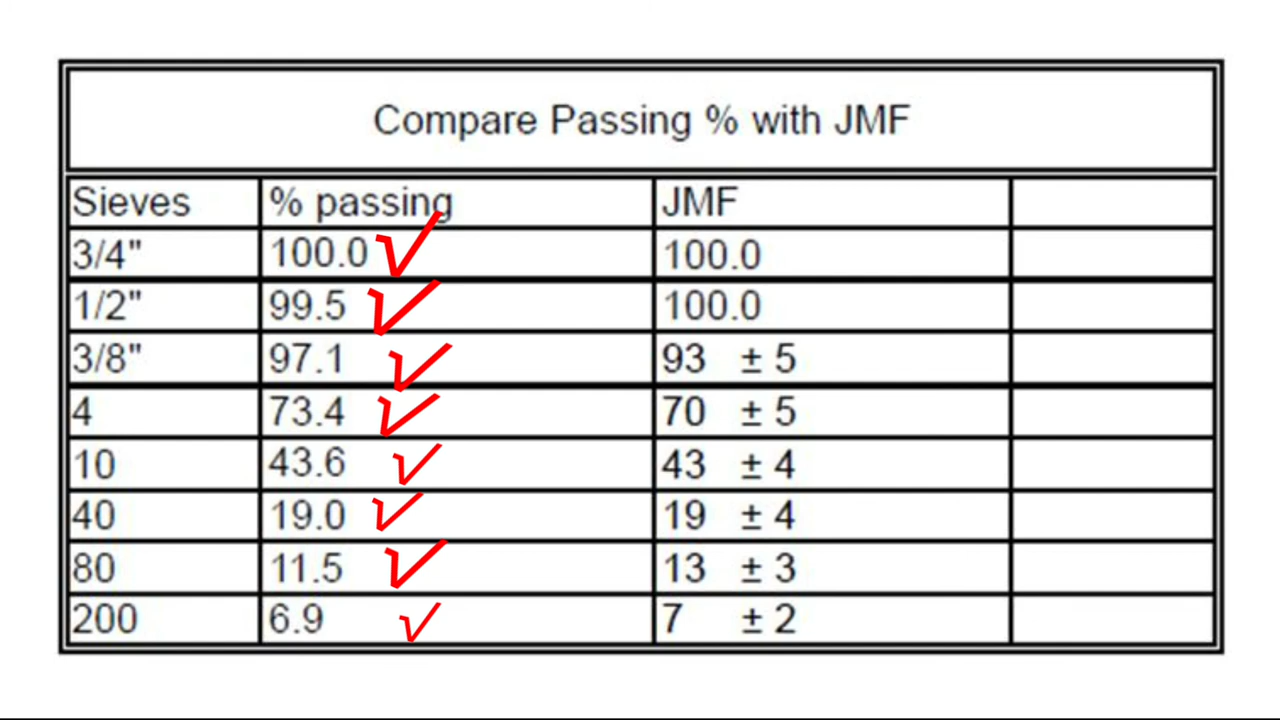 Compare Passing % with JMF
Sieves % passing JMF
3/4" 100.0 100.0
1/2" 99.5 100.0
3/8" 97.1 93 ± 5
4 73.4 70 ± 5
10 43.6 43 ± 4
40 19.0 19 ± 4
80 11.5 13 ± 3
200 6.9 7 ± 2